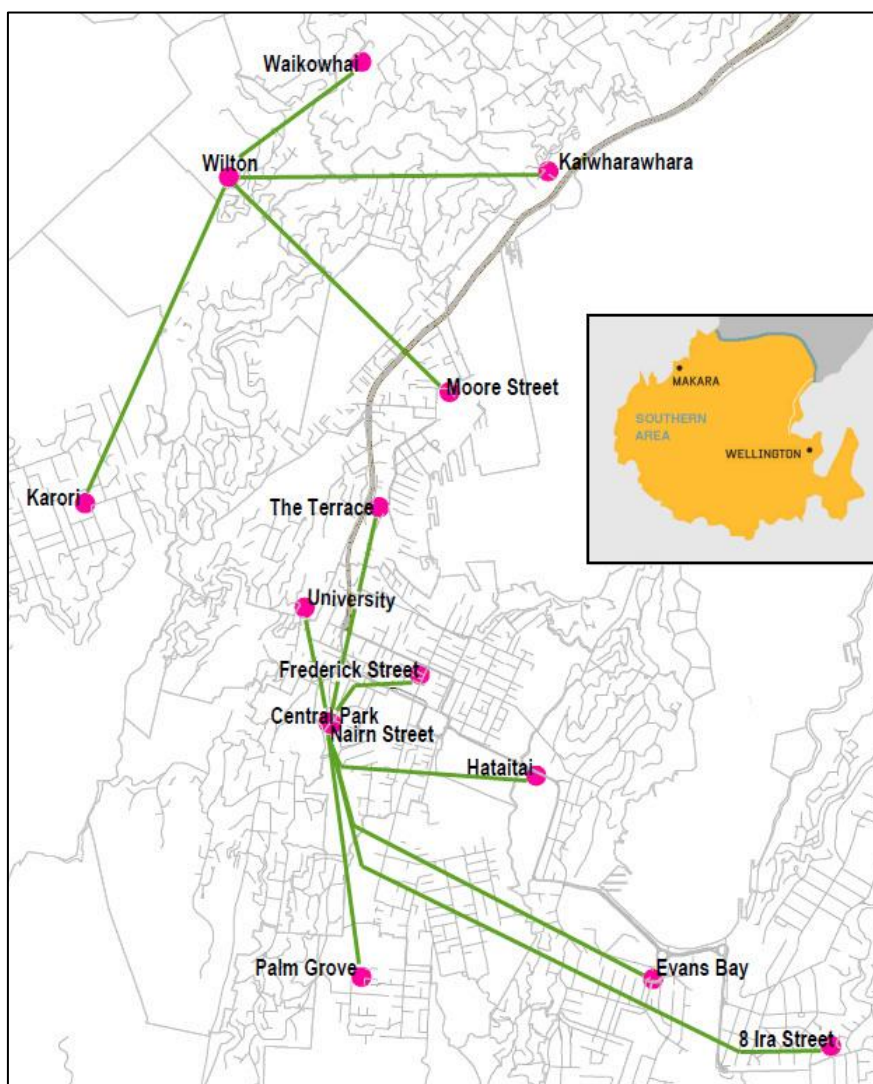 Waikowhai
Wilton
Kaiwharawhara
Moore Street
MAKARA
SOUTHERN
AREA
WELLINGTON
Karori
The Terrace
University
Frederick Street
Central Park
Nairn Street
Hataitai
Palm Grove
Evans Bay
8 Ira Street